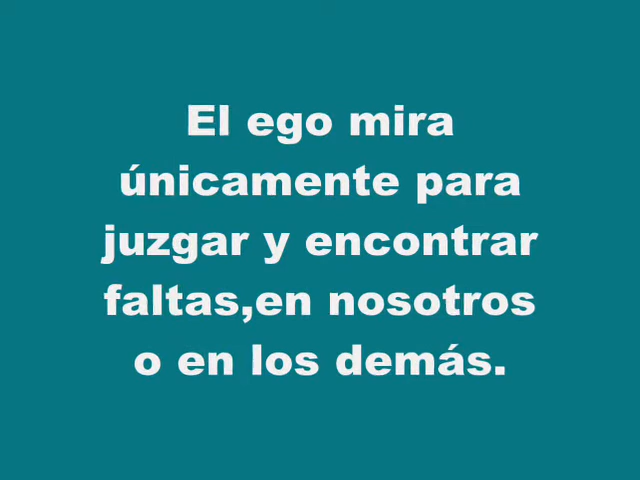 El ego mira
únicamente para
juzgar y encontrar
faltas,en nosotros
o en los demás.